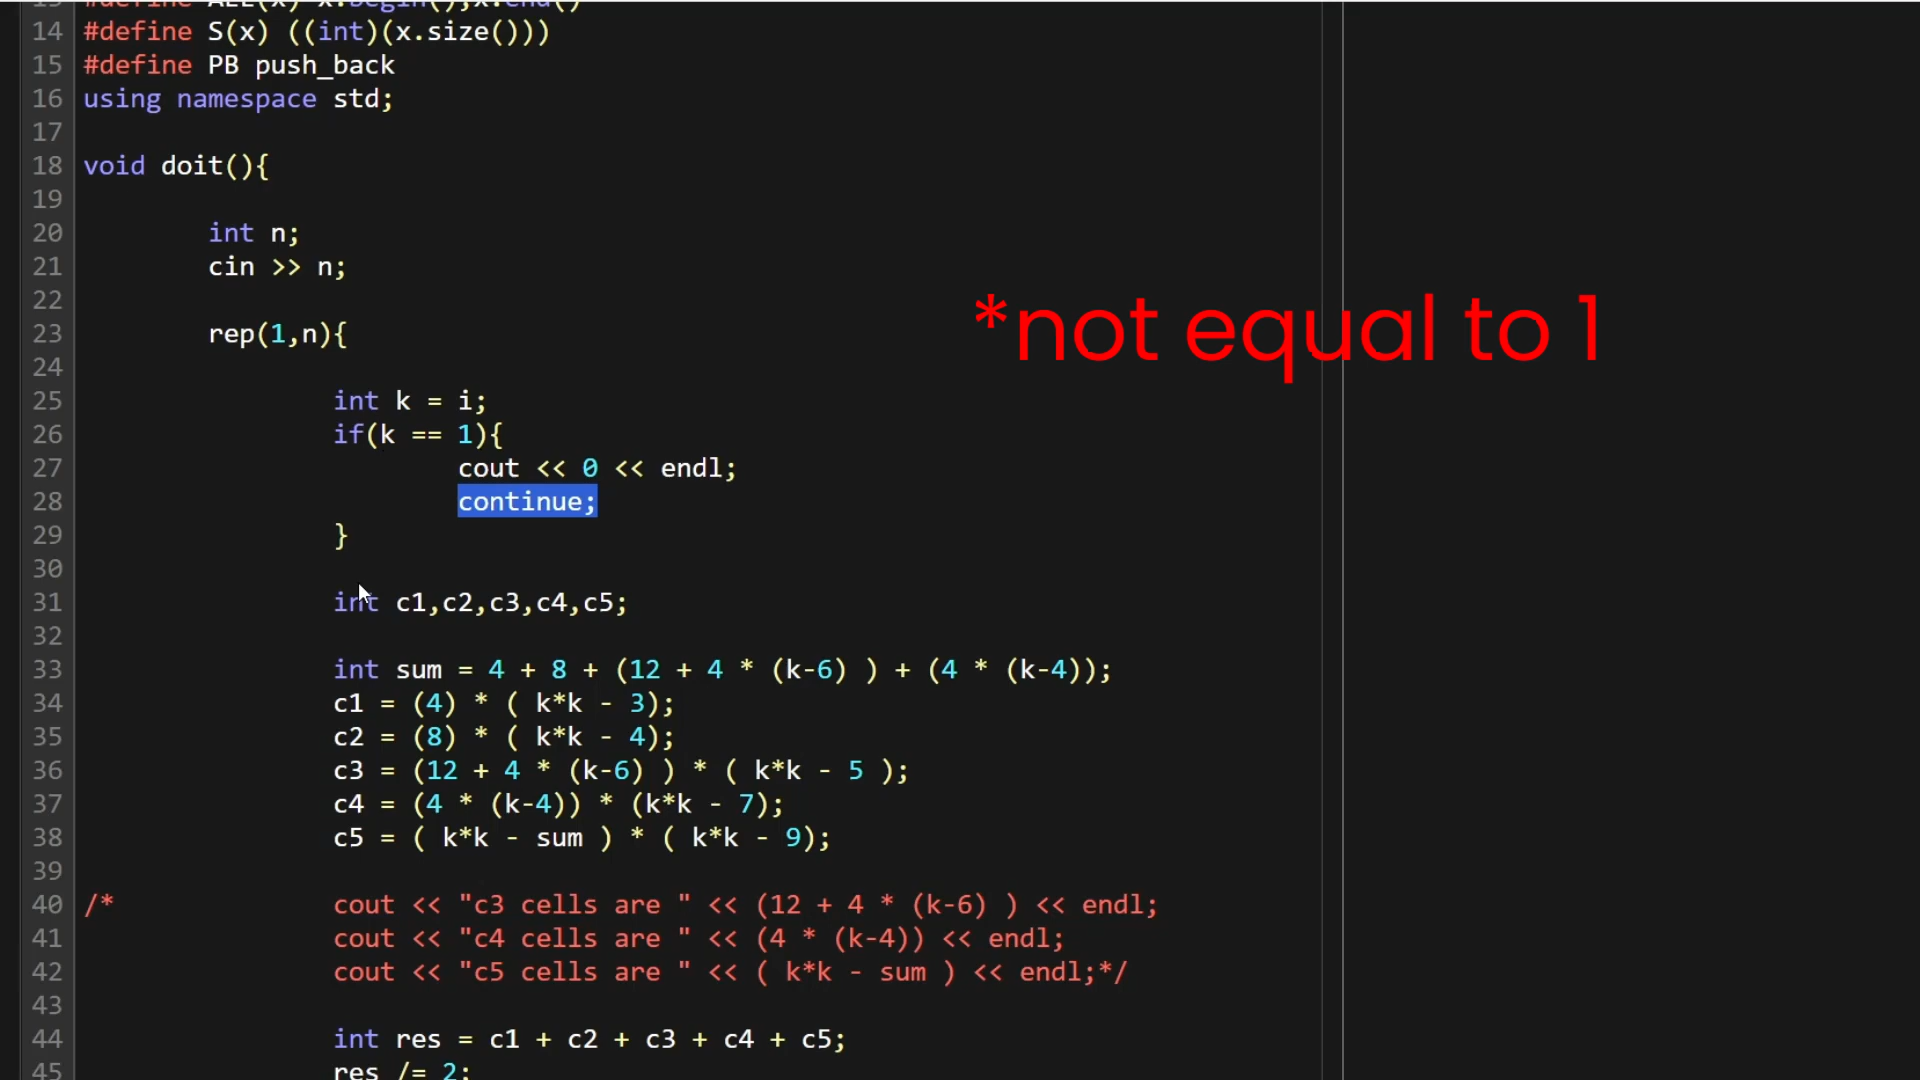 14 #define S(x) ((int)(x.size()))
15 #define PB push_back
16 using namespace std;
17
18 void doit(){
19
20 int n;
21 cin >> n;
22
23 rep(1,n){
*not equal to 1
24
25 int k = i;
26 if(k == 1){
27 cout << 0 << endl;
28 continue;
29 }
30
31 int c1,c2,c3,c4,c5;
32
33 int sum = 4 + 8 + (12 + 4 * (k-6) ) + (4 * (k-4));
34 c1 = (4) * ( k*k - 3);
35 c2 = (8) * ( k*k - 4);
36 c3 = (12 + 4 * (k-6) ) * ( k*k - 5 );
37 c4 = (4 * (k-4)) * (k*k - 7);
38 c5 = ( k*k - sum ) * ( k*k - 9);
39
40 /* cout << "c3 cells are " << (12 + 4 * (k-6) ) << endl;
41 cout << "c4 cells are " << (4 * (k-4)) << endl;
42 cout << "c5 cells are " << ( k*k - sum ) << endl;*/
43
44 int res = c1 + c2 + c3 + c4 + c5;
45 res /= 2;